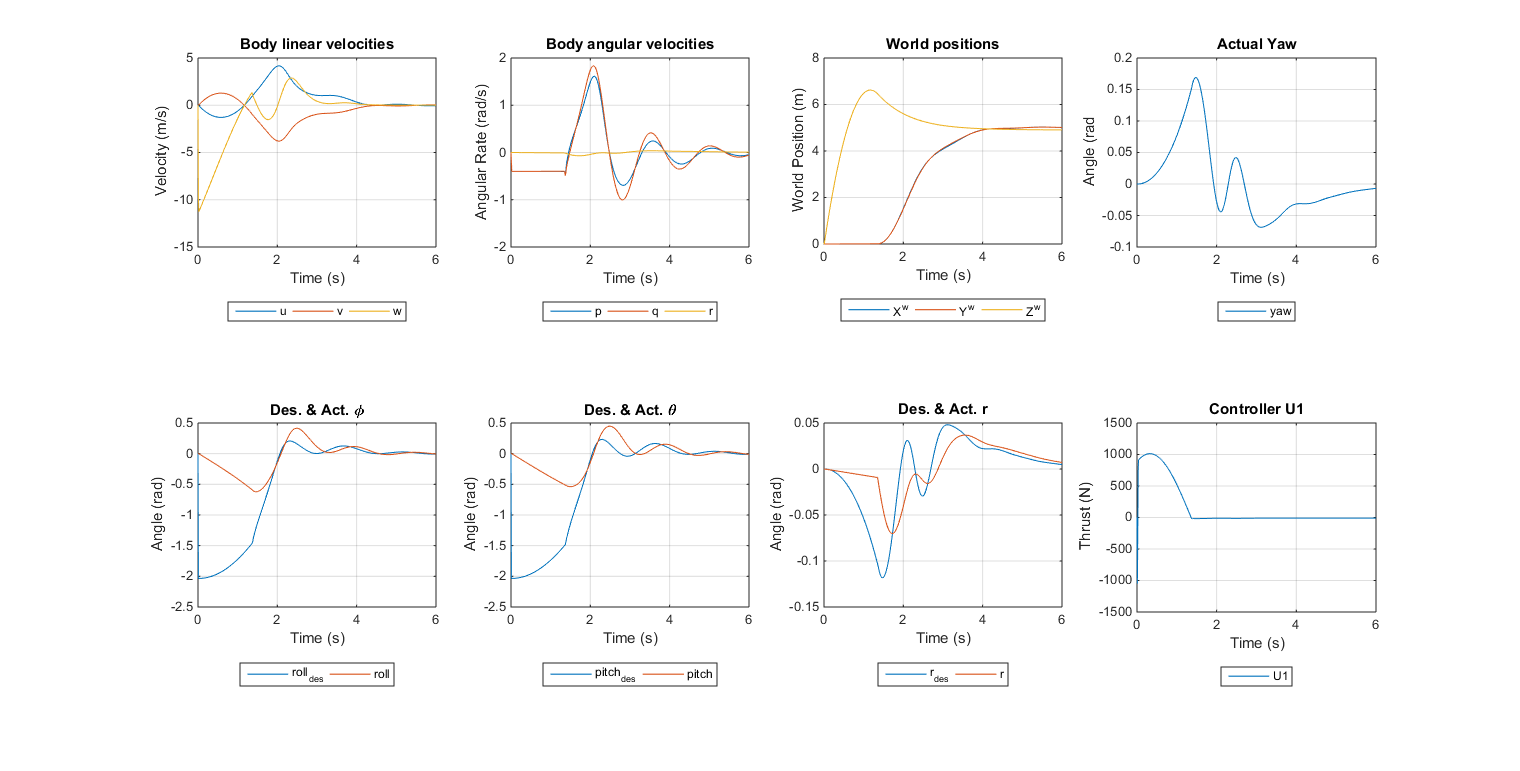 Body linear velocities
5
0
-5
-10
-15
Velocity (m/s)
0 2 4 6
Time (s)
u v w
Body angular velocities
2
1
0
-1
-2
Angular Rate (rad/s)
0 2 4 6
Time (s)
p q r
World positions
8
6
4
2
0
World Position (m)
0 2 4 6
Time (s)
X^w Y^w Z^w
Actual Yaw
0.2
0.15
0.1
0.05
0
-0.05
-0.1
Angle (rad
0 2 4 6
Time (s)
yaw
Des. & Act. ϕ
0.5
0
-0.5
-1
-1.5
-2
-2.5
Angle (rad)
0 2 4 6
Time (s)
roll_des roll
Des. & Act. θ
0.5
0
-0.5
-1
-1.5
-2
-2.5
Angle (rad)
0 2 4 6
Time (s)
pitch_des pitch
Des. & Act. r
0.05
0
-0.05
-0.1
-0.15
Angle (rad)
0 2 4 6
Time (s)
r_des r
Controller U1
1500
1000
500
0
-500
-1000
-1500
Thrust (N)
0 2 4 6
Time (s)
U1